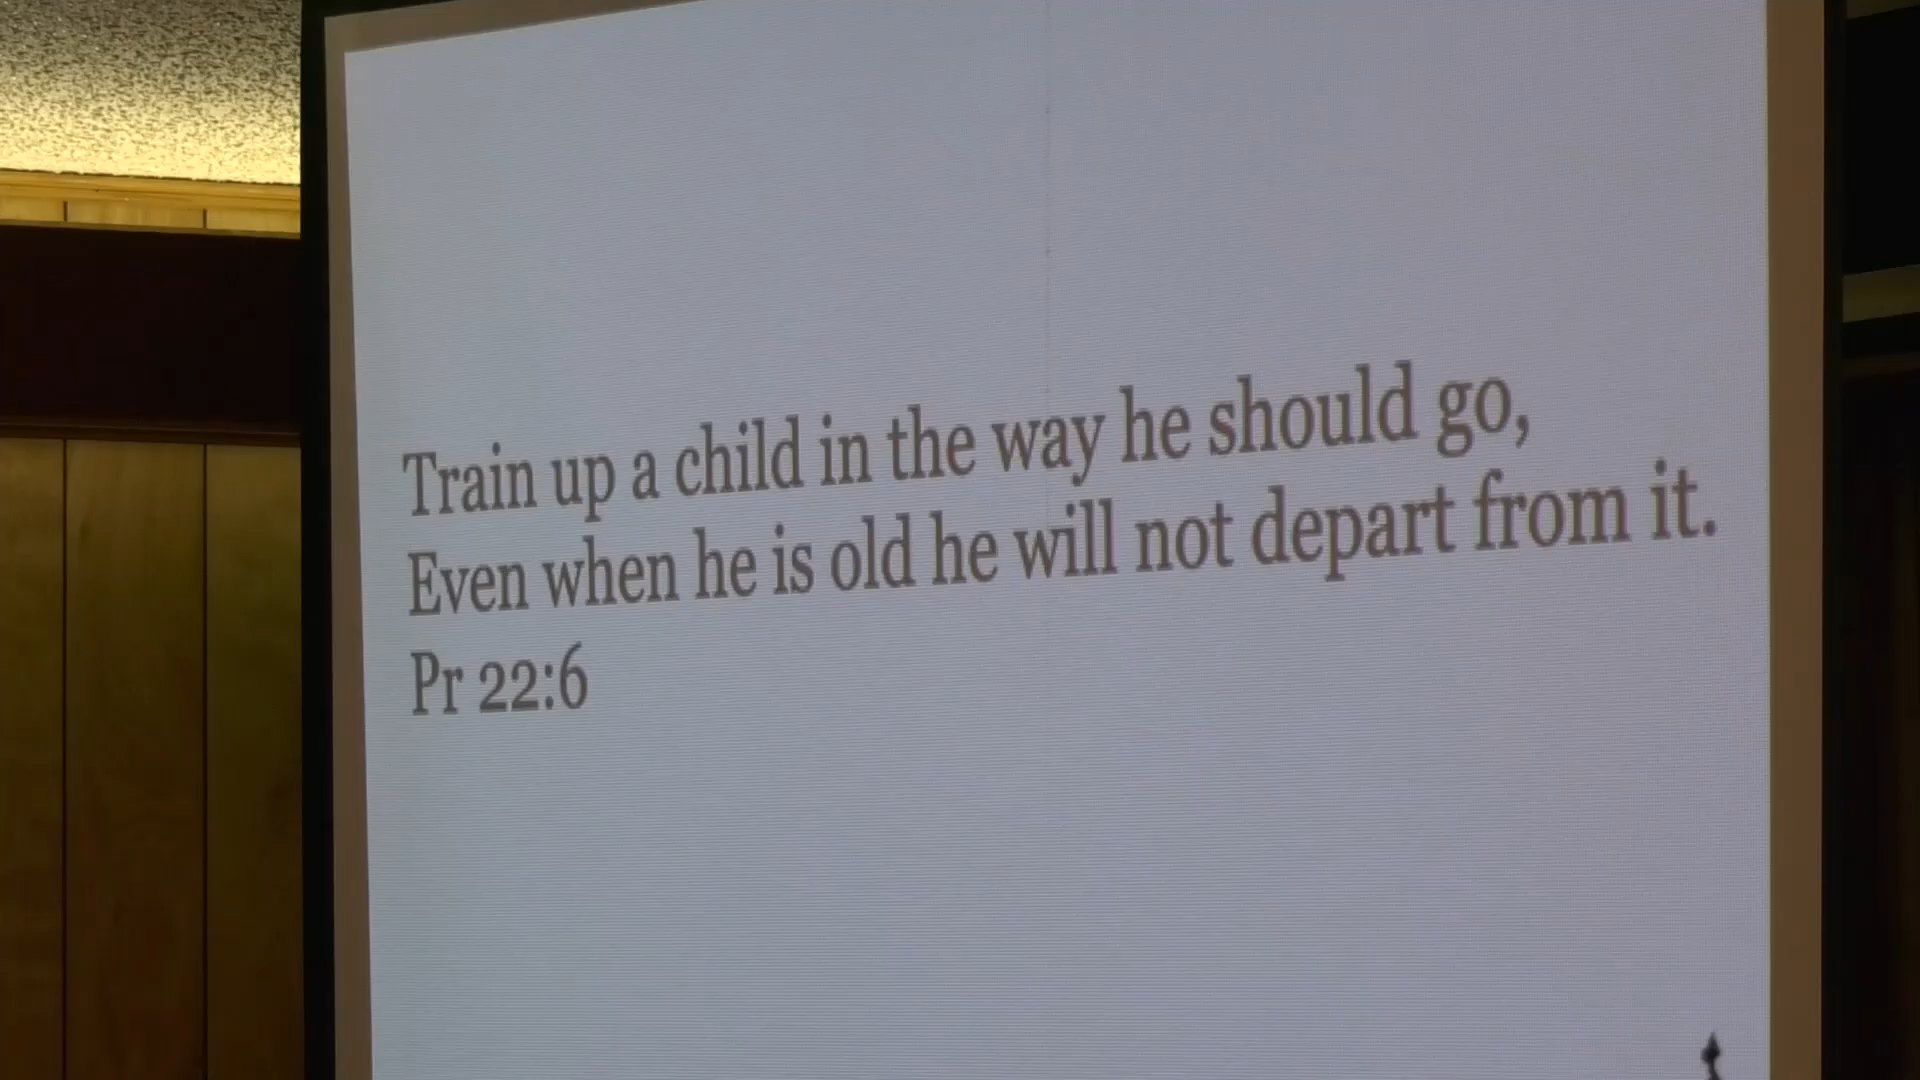 Train up a child in the way he should go,
Even when he is old he will not depart from it.
Pr 22:6